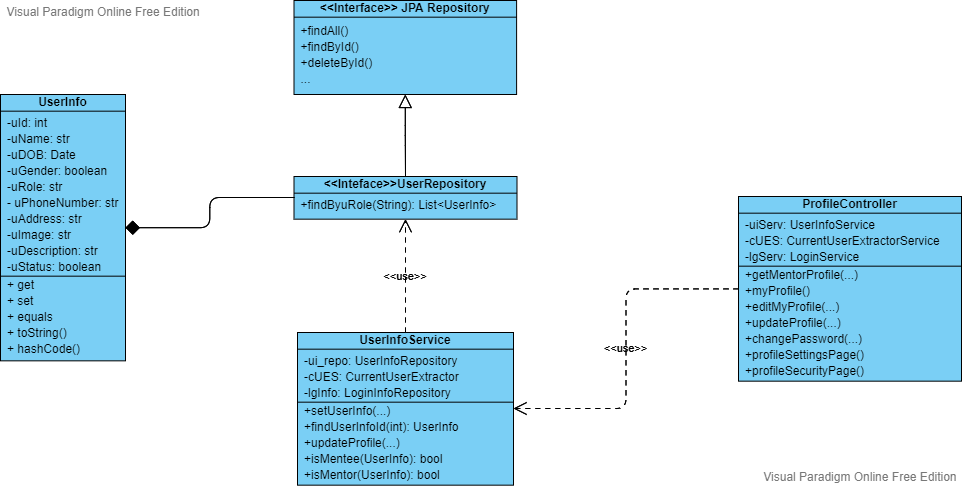 Visual Paradigm Online Free Edition
<<Interface>> JPA Repository
+findAll()
+findById()
+deleteById()
...
UserInfo
-uId: int
-uName: str
-uDOB: Date
-uGender: boolean
-uRole: str
- uPhoneNumber: str
-uAddress: str
-uImage: str
-uDescription: str
-uStatus: boolean
+ get
+ set
+ equals
+ toString()
+ hashCode()
<<Inteface>>UserRepository
+findByuRole(String): List<UserInfo>
<<use>>
UserInfoService
-ui_repo: UserInfoRepository
-cUES: CurrentUserExtractor
-lgInfo: LoginInfoRepository
+setUserInfo(...)
+findUserInfoId(int): UserInfo
+updateProfile(...)
+isMentee(UserInfo): bool
+isMentor(UserInfo): bool
<<use>>
ProfileController
-uiServ: UserInfoService
-cUES: CurrentUserExtractorService
-lgServ: LoginService
+getMentorProfile(...)
+myProfile()
+editMyProfile(...)
+updateProfile(...)
+changePassword(...)
+profileSettingsPage()
+profileSecurityPage()
Visual Paradigm Online Free Edition